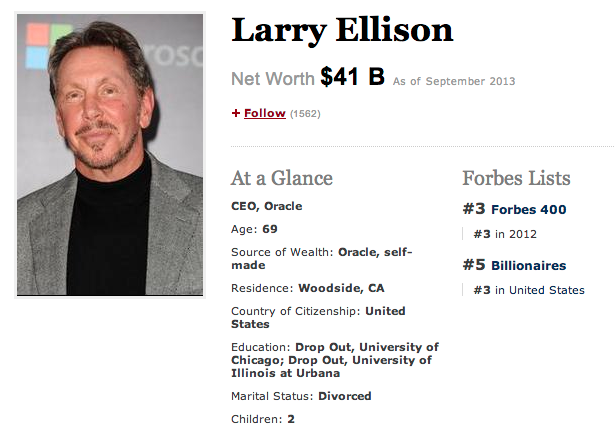 rosc
Larry Ellison
Net Worth $41 B As of September 2013
+ Follow (1562)
At a Glance
CEO, Oracle
Age: 69
Source of Wealth: Oracle, self-
made
Residence: Woodside, CA
Country of Citizenship: United
States
Education: Drop Out, University of
Chicago; Drop Out, University of
Illinois at Urbana
Marital Status: Divorced
Children: 2
Forbes Lists
#3 Forbes 400
#3 in 2012
#5 Billionaires
#3 in United States